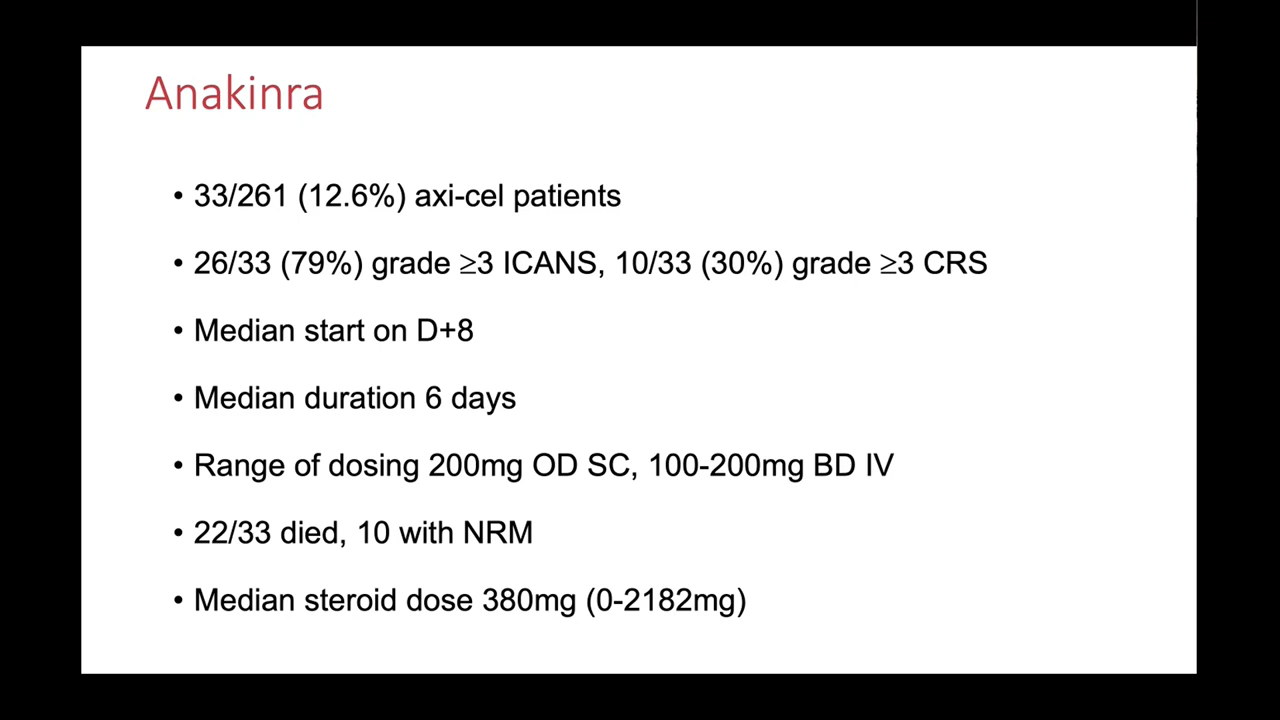 Anakinra
• 33/261 (12.6%) axi-cel patients
• 26/33 (79%) grade ≥3 ICANS, 10/33 (30%) grade ≥3 CRS
• Median start on D+8
• Median duration 6 days
• Range of dosing 200mg OD SC, 100-200mg BD IV
• 22/33 died, 10 with NRM
• Median steroid dose 380mg (0-2182mg)